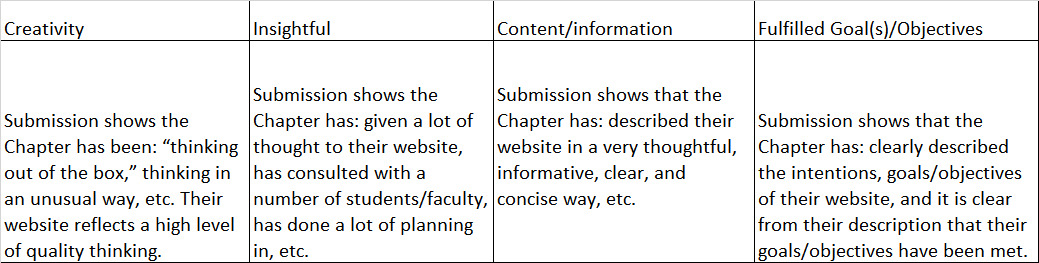 Creativity
Insightful
Content/information
Fulfilled Goal(s)/Objectives
Submission shows the
Chapter has been: “thinking
out of the box,” thinking in
an unusual way, etc. Their
website reflects a high level
of quality thinking.
Submission shows the
Chapter has: given a lot of
thought to their website,
has consulted with a
number of students/faculty,
has done a lot of planning
in, etc.
Submission shows that the
Chapter has: described their
website in a very thoughtful,
informative, clear, and
concise way, etc.
Submission shows that the
Chapter has: clearly described
the intentions, goals/objectives
of their website, and it is clear
from their description that their
goals/objectives have been met.